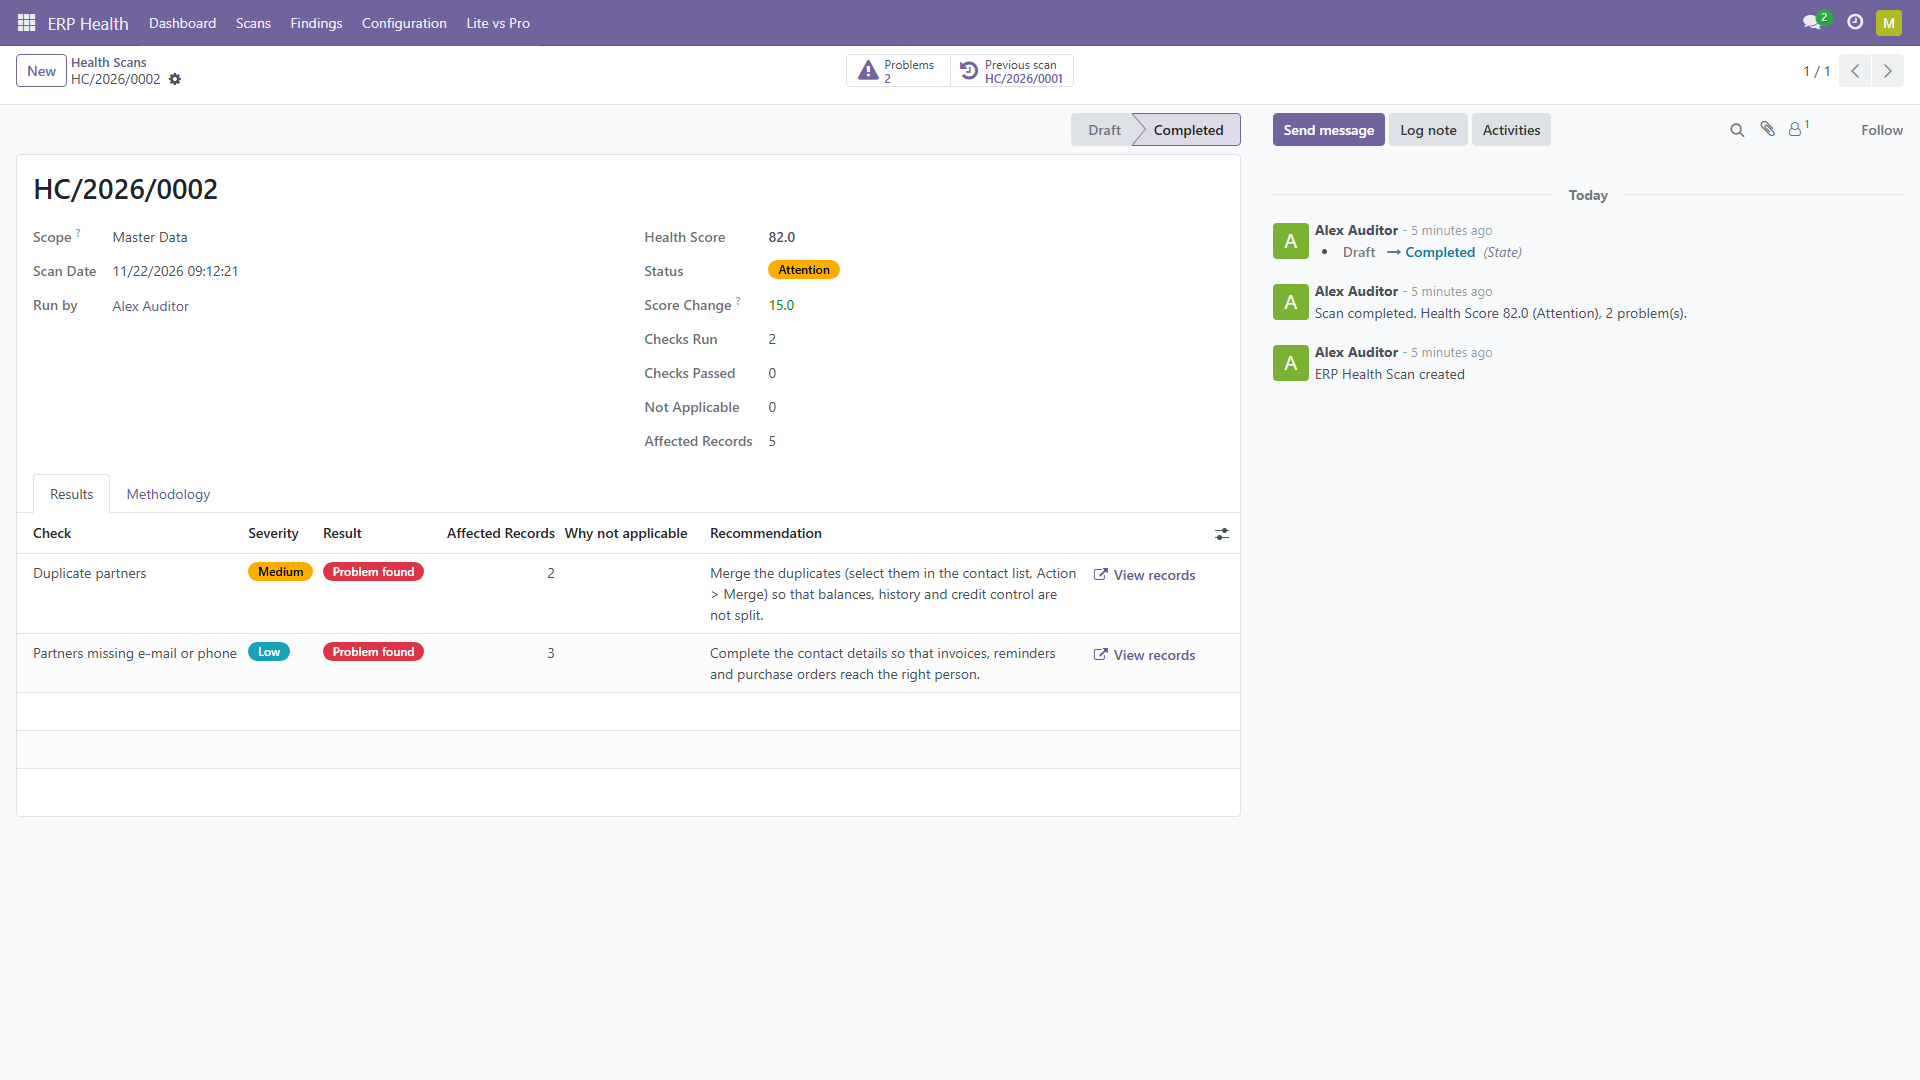 ERP Health Dashboard Scans Findings Configuration Lite vs Pro 2 M
New Health Scans
HC/2026/0002
Problems
2
Previous scan
HC/2026/0001
1 / 1
Draft Completed
Send message Log note Activities 1 Follow
HC/2026/0002
Scope ? Master Data
Scan Date 11/22/2026 09:12:21
Run by Alex Auditor
Health Score 82.0
Status Attention
Score Change ? 15.0
Checks Run 2
Checks Passed 0
Not Applicable 0
Affected Records 5
Results Methodology
Check Severity Result Affected Records Why not applicable Recommendation
Duplicate partners Medium Problem found 2 Merge the duplicates (select them in the contact list, Action
> Merge) so that balances, history and credit control are
not split.
View records
Partners missing e-mail or phone Low Problem found 3 Complete the contact details so that invoices, reminders
and purchase orders reach the right person.
View records
Today
A Alex Auditor - 5 minutes ago
• Draft → Completed (State)
A Alex Auditor - 5 minutes ago
Scan completed. Health Score 82.0 (Attention), 2 problem(s).
A Alex Auditor - 5 minutes ago
ERP Health Scan created